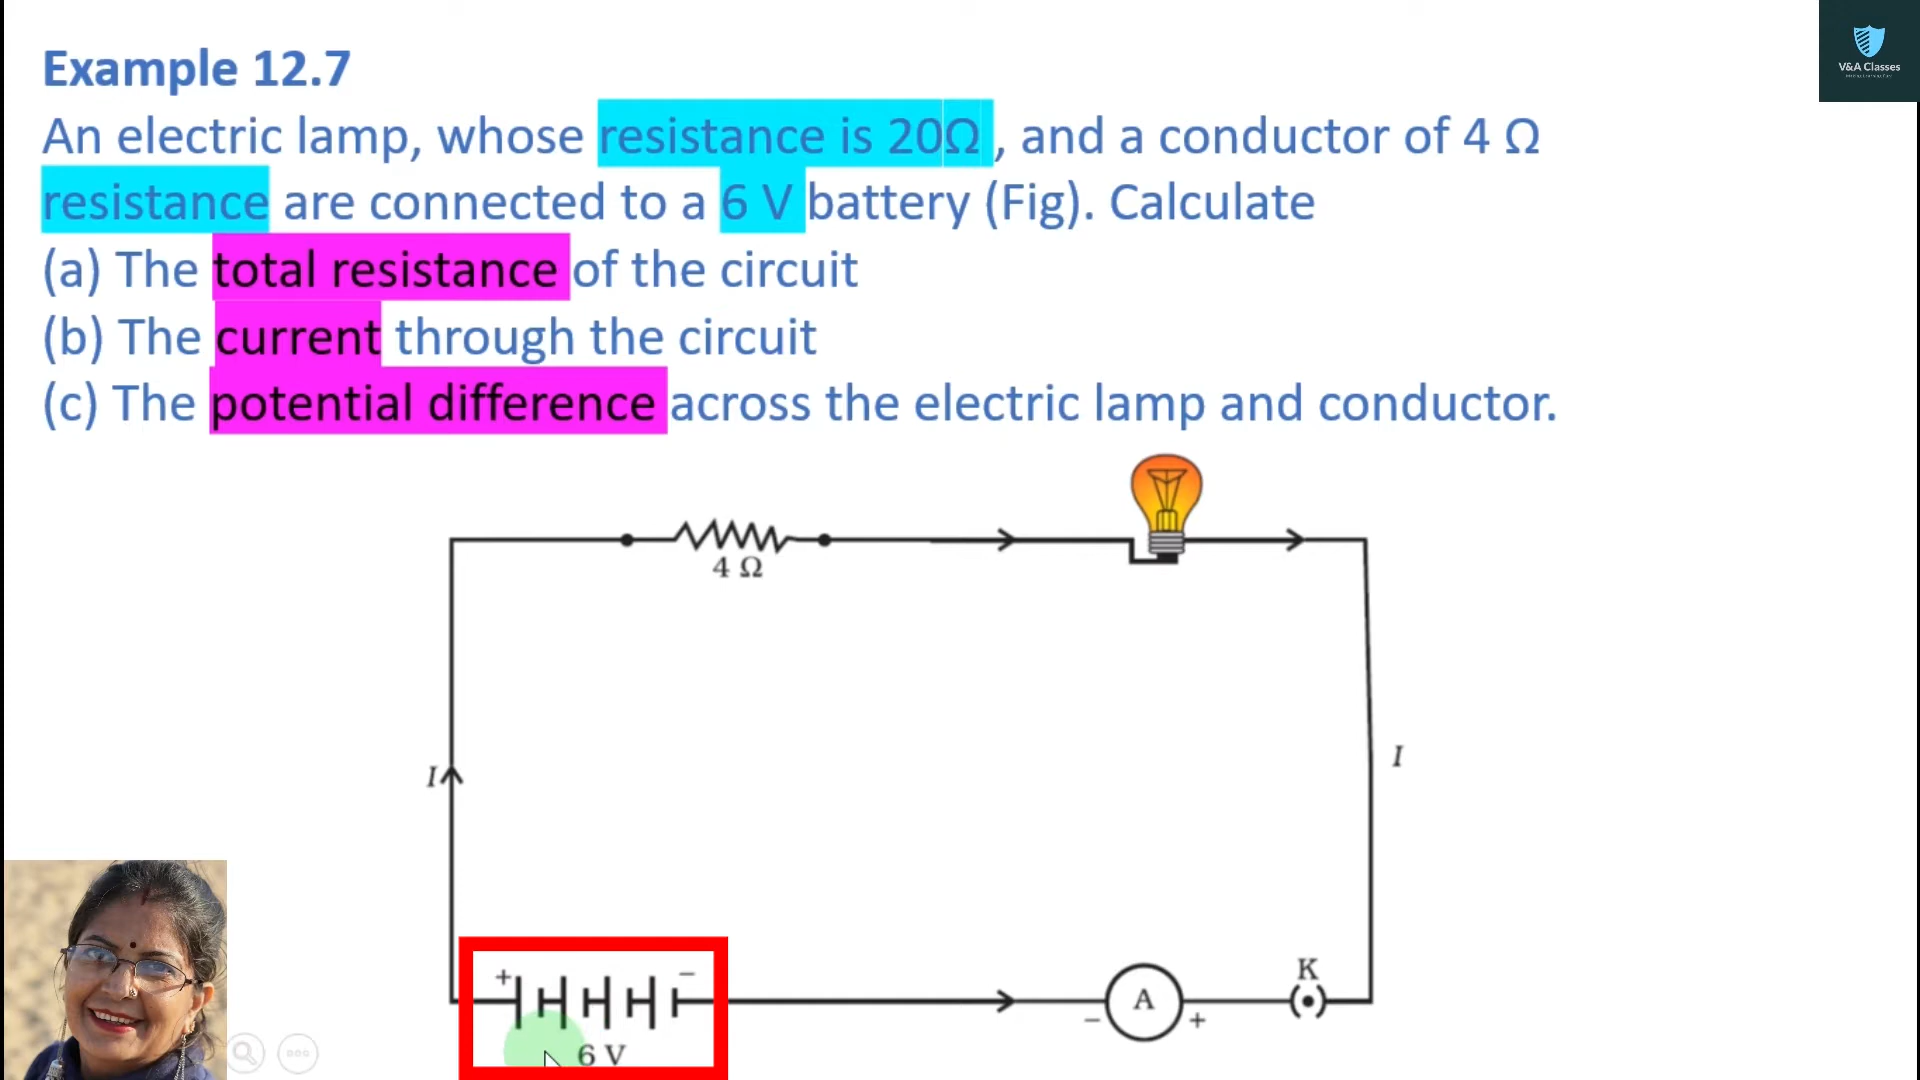 V&A Classes
Example 12.7
An electric lamp, whose resistance is 20Ω , and a conductor of 4 Ω
resistance are connected to a 6 V battery (Fig). Calculate
(a) The total resistance of the circuit
(b) The current through the circuit
(c) The potential difference across the electric lamp and conductor.
4 Ω
I
I
K
+ −
A
− +
6 V